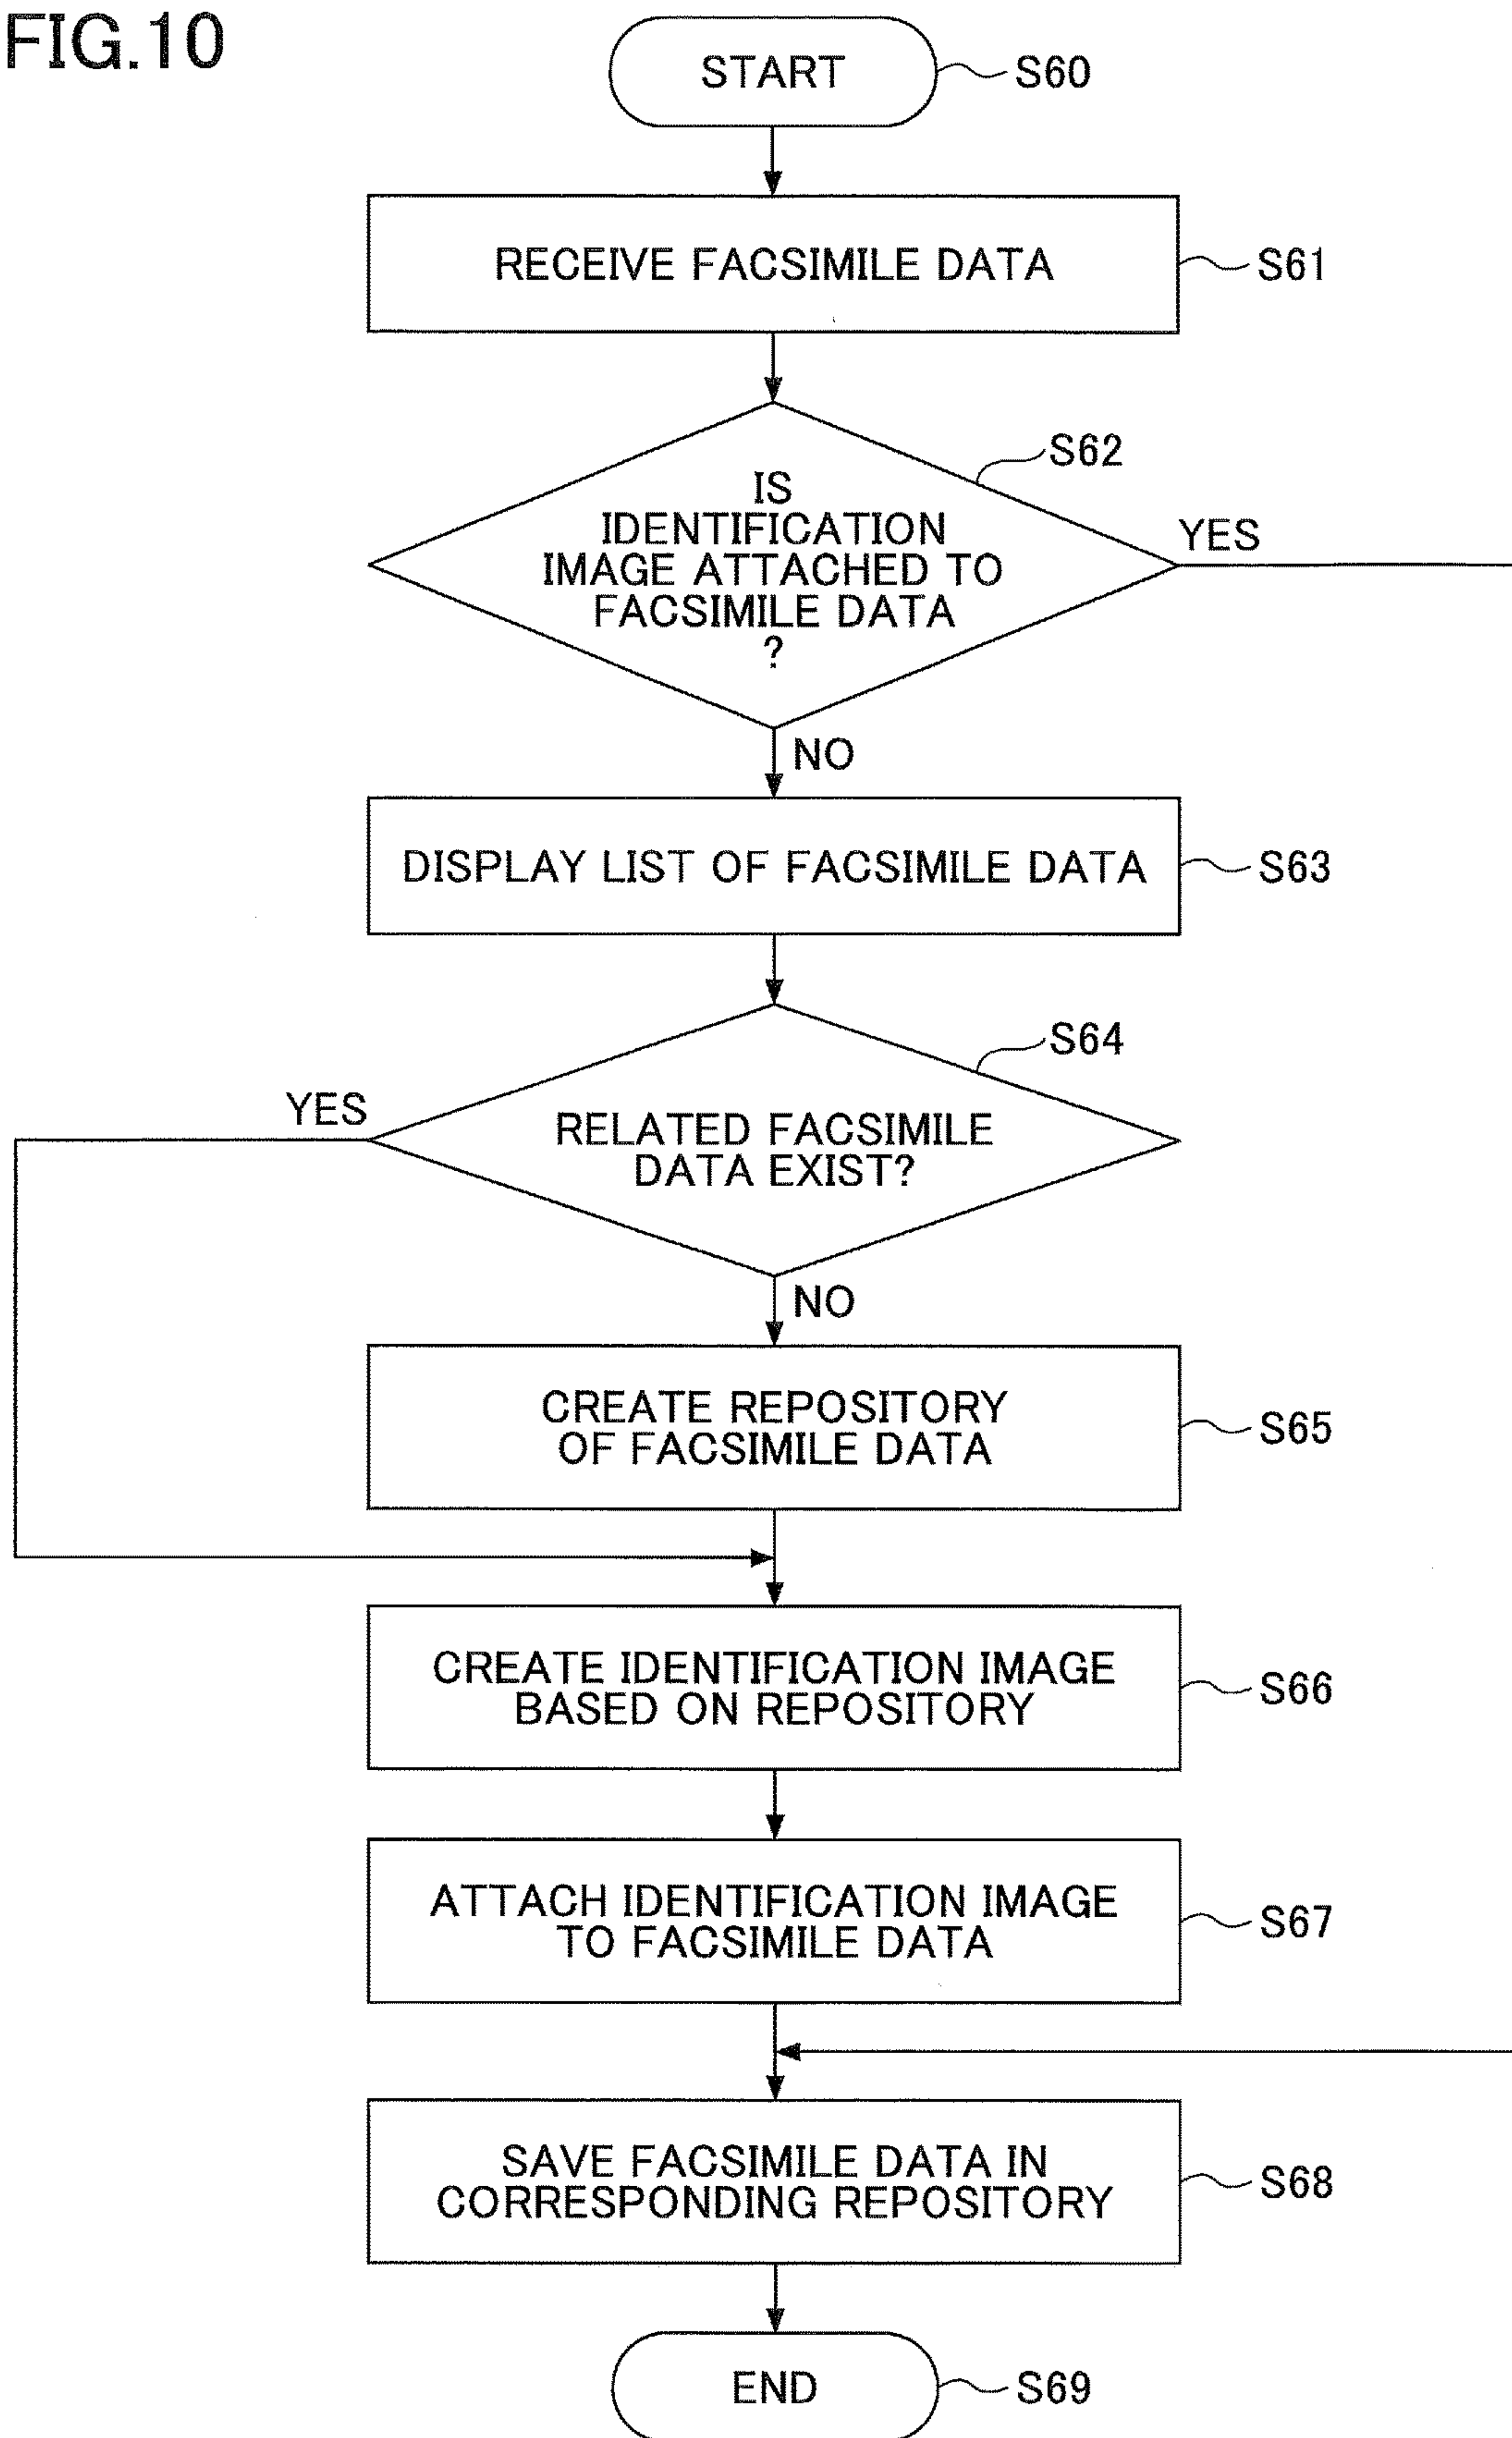 FIG.10
START
S60
RECEIVE FACSIMILE DATA
S61
S62
IS
IDENTIFICATION
IMAGE ATTACHED TO
FACSIMILE DATA
?
YES
NO
DISPLAY LIST OF FACSIMILE DATA
S63
S64
YES
RELATED FACSIMILE
DATA EXIST?
NO
CREATE REPOSITORY
OF FACSIMILE DATA
S65
CREATE IDENTIFICATION IMAGE
BASED ON REPOSITORY
S66
ATTACH IDENTIFICATION IMAGE
TO FACSIMILE DATA
S67
SAVE FACSIMILE DATA IN
CORRESPONDING REPOSITORY
S68
END
S69